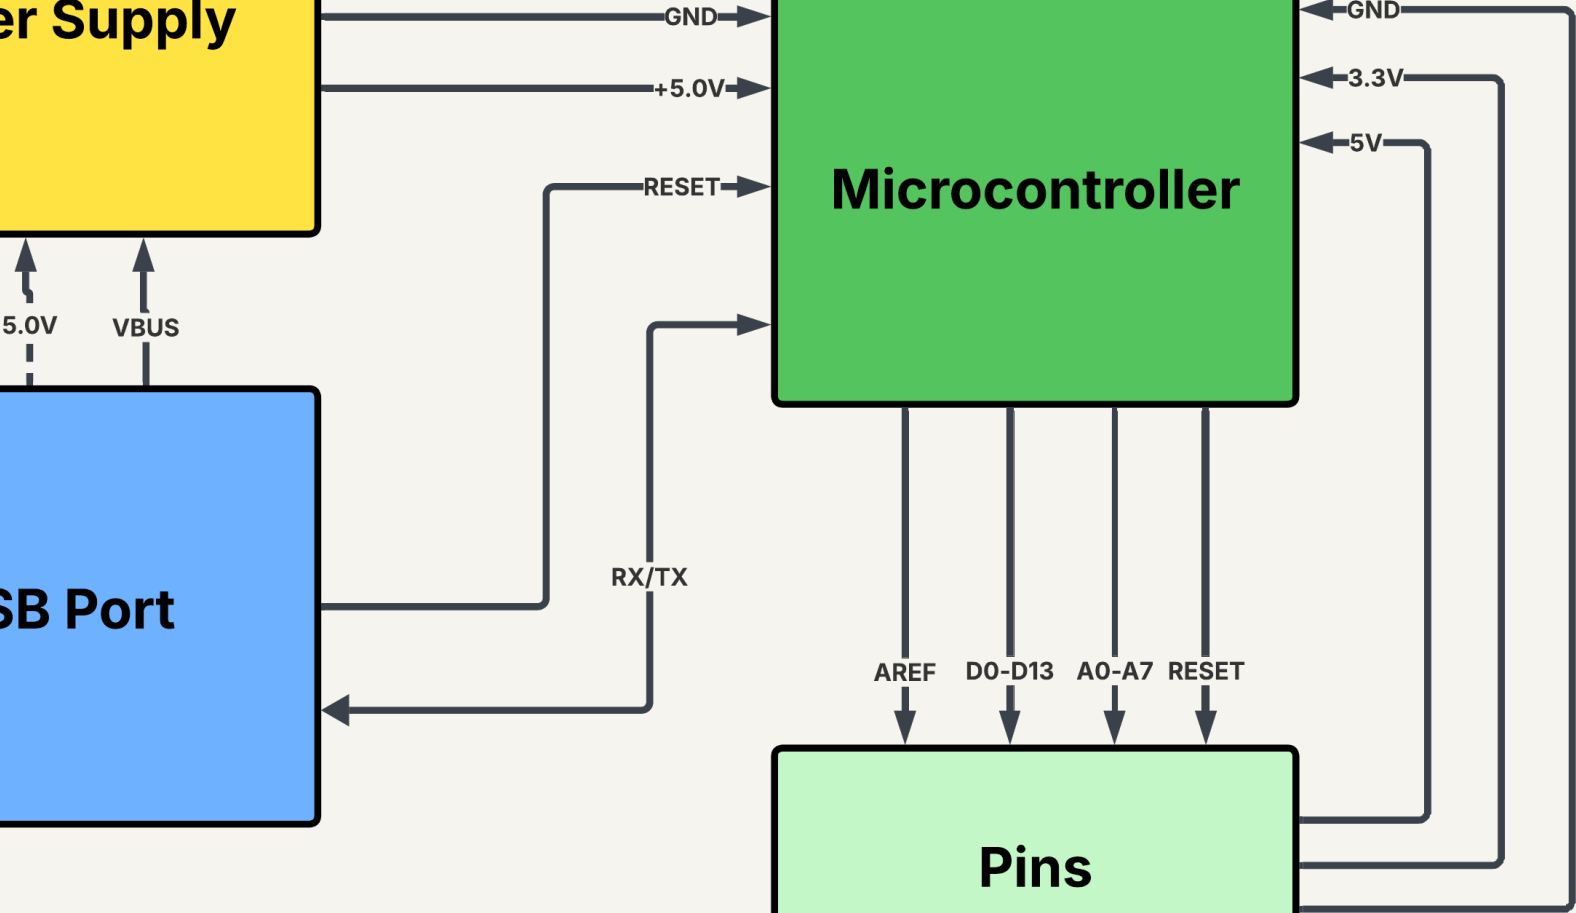 er Supply
GND
+5.0V
RESET
GND
3.3V
5V
Microcontroller
5.0V
VBUS
SB Port
RX/TX
AREF
D0-D13
A0-A7
RESET
Pins